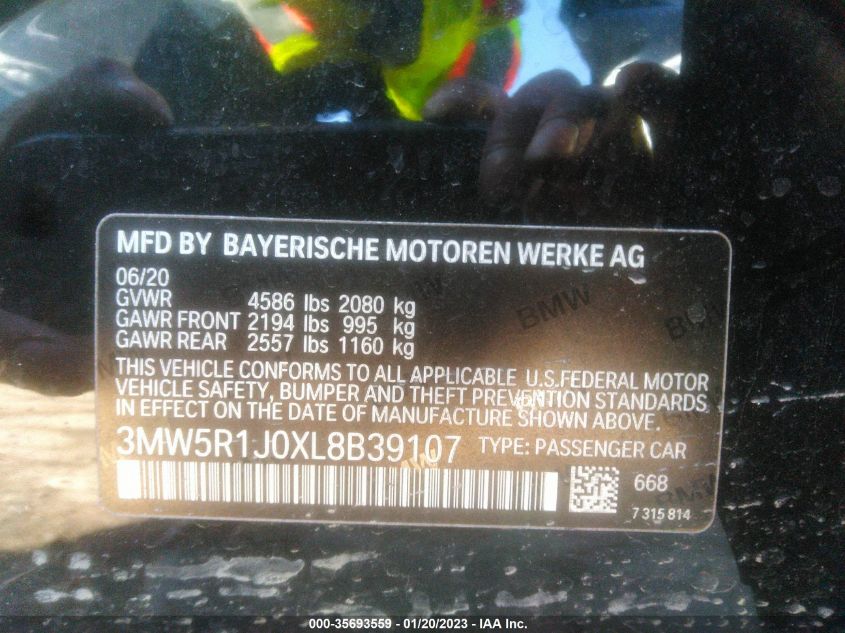 MFD BY BAYERISCHE MOTOREN WERKE AG
06/20
GVWR 4586 lbs 2080 kg
GAWR FRONT 2194 lbs 995 kg
GAWR REAR 2557 lbs 1160 kg
THIS VEHICLE CONFORMS TO ALL APPLICABLE U.S.FEDERAL MOTOR
VEHICLE SAFETY, BUMPER AND THEFT PREVENTION STANDARDS
IN EFFECT ON THE DATE OF MANUFACTURE SHOWN ABOVE.
3MW5R1J0XL8B39107 TYPE: PASSENGER CAR
668
7 315 814
BMW
BMW
BMW
000-35693559 - 01/20/2023 - IAA Inc.